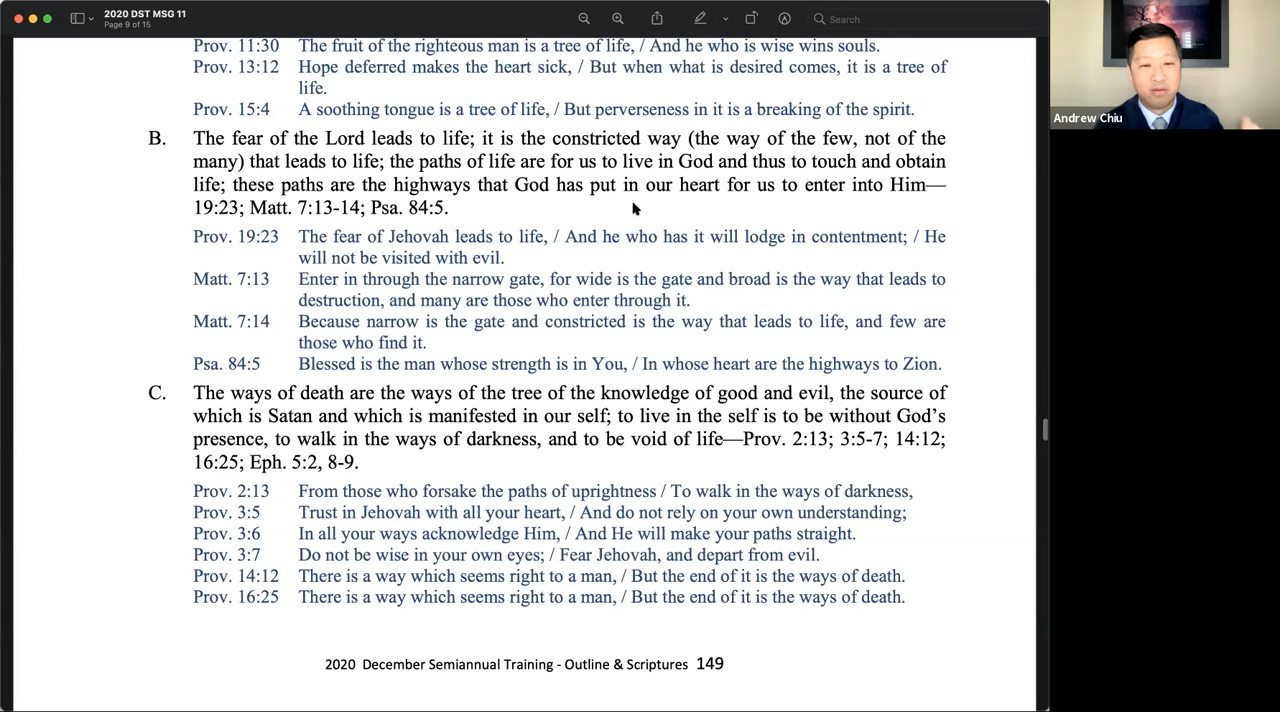 2020 DST MSG 11
Page 9 of 15
Search
Andrew Chiu
Prov. 11:30 The fruit of the righteous man is a tree of life, / And he who is wise wins souls.
Prov. 13:12 Hope deferred makes the heart sick, / But when what is desired comes, it is a tree of
life.
Prov. 15:4 A soothing tongue is a tree of life, / But perverseness in it is a breaking of the spirit.
B. The fear of the Lord leads to life; it is the constricted way (the way of the few, not of the
many) that leads to life; the paths of life are for us to live in God and thus to touch and obtain
life; these paths are the highways that God has put in our heart for us to enter into Him—
19:23; Matt. 7:13-14; Psa. 84:5.
Prov. 19:23 The fear of Jehovah leads to life, / And he who has it will lodge in contentment; / He
will not be visited with evil.
Matt. 7:13 Enter in through the narrow gate, for wide is the gate and broad is the way that leads to
destruction, and many are those who enter through it.
Matt. 7:14 Because narrow is the gate and constricted is the way that leads to life, and few are
those who find it.
Psa. 84:5 Blessed is the man whose strength is in You, / In whose heart are the highways to Zion.
C. The ways of death are the ways of the tree of the knowledge of good and evil, the source of
which is Satan and which is manifested in our self; to live in the self is to be without God's
presence, to walk in the ways of darkness, and to be void of life—Prov. 2:13; 3:5-7; 14:12;
16:25; Eph. 5:2, 8-9.
Prov. 2:13 From those who forsake the paths of uprightness / To walk in the ways of darkness,
Prov. 3:5 Trust in Jehovah with all your heart, / And do not rely on your own understanding;
Prov. 3:6 In all your ways acknowledge Him, / And He will make your paths straight.
Prov. 3:7 Do not be wise in your own eyes; / Fear Jehovah, and depart from evil.
Prov. 14:12 There is a way which seems right to a man, / But the end of it is the ways of death.
Prov. 16:25 There is a way which seems right to a man, / But the end of it is the ways of death.
2020 December Semiannual Training - Outline & Scriptures 149